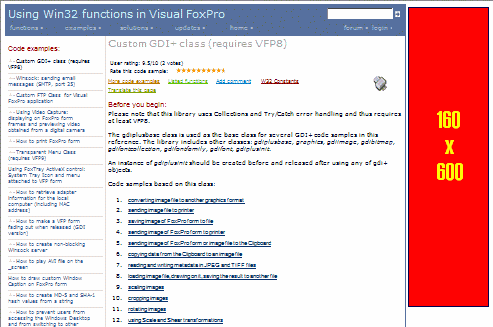 Using Win32 functions in Visual FoxPro
functions examples solutions updates home forum login
Code examples:
Custom GDI+ class (requires VFP8)
Winsock: sending email messages (SMTP, port 25)
Custom FTP Class for Visual FoxPro application
Using Video Capture: displaying on FoxPro form frames and previewing video obtained from a digital camera
How to print FoxPro form
Transparent Menu Class (requires VFP9)
Using FoxTray ActiveX control: System Tray Icon and menu attached to VFP form
How to retrieve adapter information for the local computer (including MAC address)
How to make a VFP form fading out when released (GDI version)
How to create non-blocking Winsock server
How to play AVI file on the _screen
How to draw custom Window Caption on FoxPro form
How to create MD-5 and SHA-1 hash values from a string
How to prevent users from accessing the Windows Desktop and from switching to other
Custom GDI+ class (requires VFP8)
User rating: 9.5/10 (2 votes)
Rate this code sample:
More code examples Listed functions Add comment W32 Constants
Translate this page
Before you begin:
Please note that this library uses Collections and Try/Catch error handling and thus requires at least VFP8.
The gdiplusbase class is used as the base class for several GDI+ code samples in this reference. The library includes other classes: gdiplusbase, graphics, gdiimage, gdibitmap, gdifontcollection, gdifontfamily, gdifont, gdiplusinit.
An instance of gdiplusinit should be created before and released after using any of gdi+ objects.
Code samples based on this class:
1. converting image file to another graphics format
2. sending image file to printer
3. saving image of FoxPro form to file
4. sending image of FoxPro form to printer
5. sending image of FoxPro form or image file to the Clipboard
6. copying data from the Clipboard to an image file
7. reading and writing metadata in JPEG and TIFF files
8. loading image file, drawing on it, saving the result to another file
9. scaling images
10. cropping images
11. rotating images
12. using Scale and Shear transformations
160
x
600